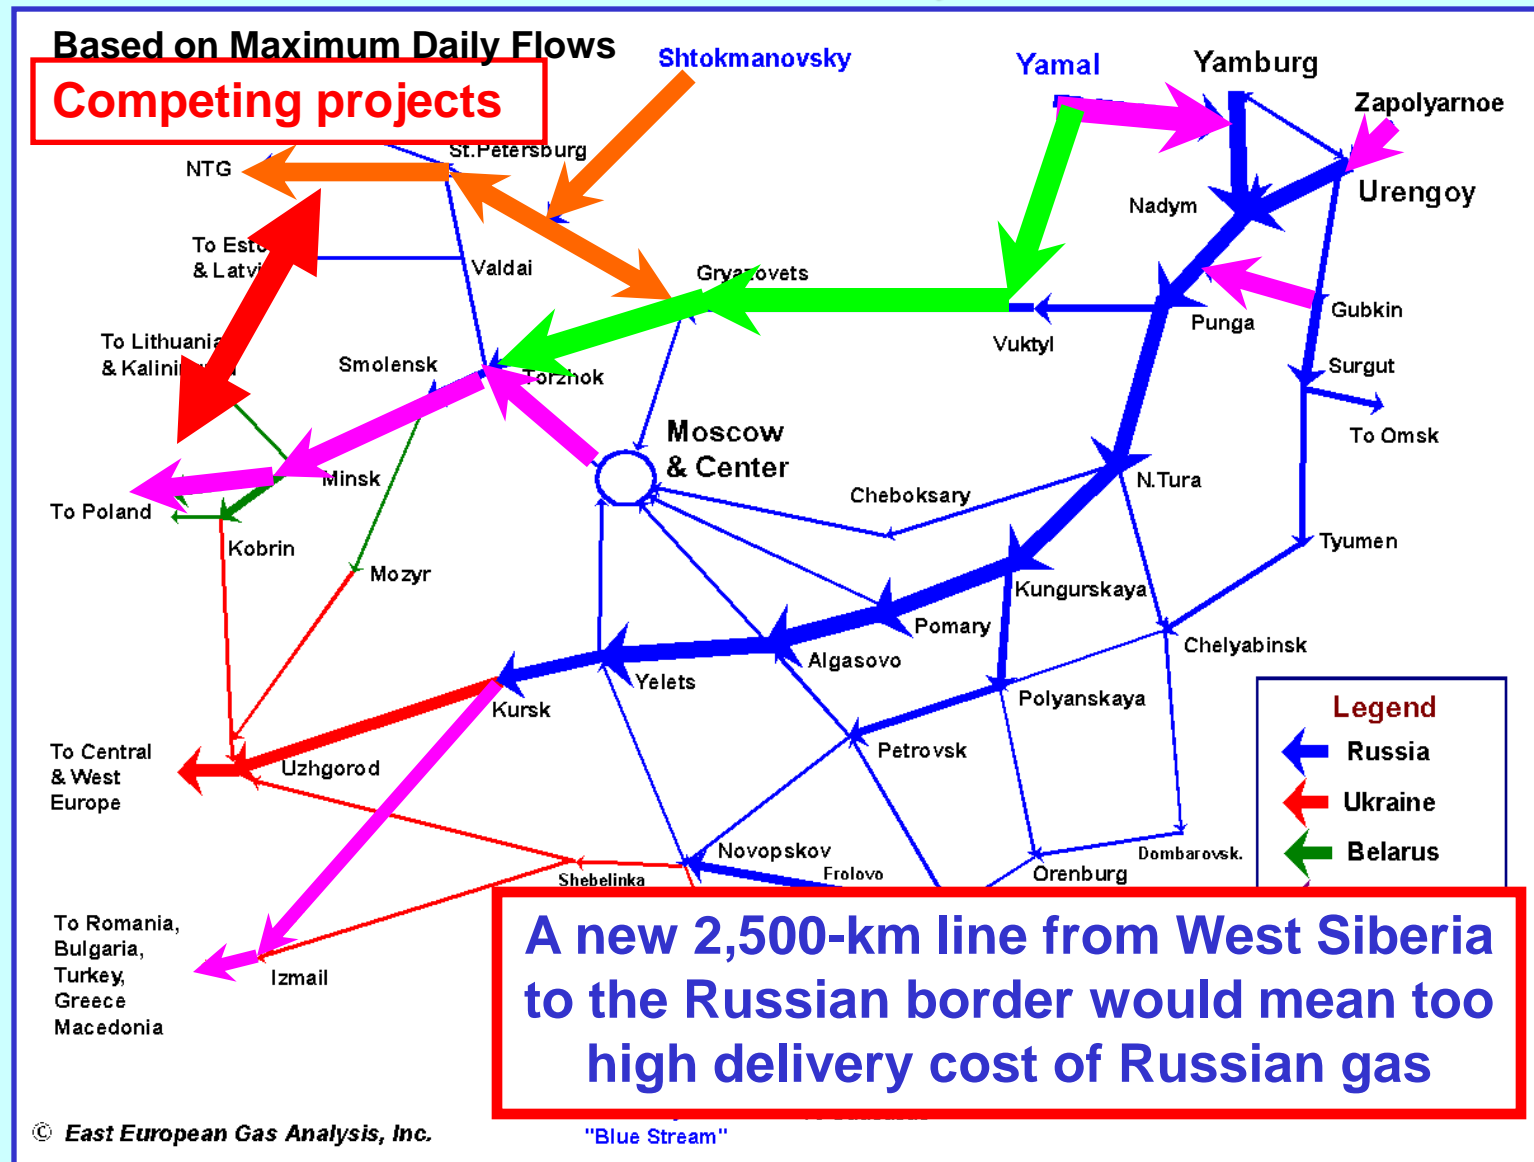 Based on Maximum Daily Flows
Competing projects
Shtokmanovsky
Yamal
Yamburg
Zapolyarnoe
St.Petersburg
NTG
Urengoy
Nadym
To
& Latvi
Valdai
Gryazovets
Gubkin
Punga
Vuktyl
To Lithuania
& Kalin
Smolensk
Torzhok
Surgut
To Omsk
Moscow
& Center
Minsk
Cheboksary
N.Tura
To Poland
Kobrin
Mozyr
Tyumen
Kungurskaya
Pomary
Chelyabinsk
Algasovo
Yelets
Polyanskaya
Kursk
Petrovsk
To Central
& West
Europe
Uzhgorod
Legend
Russia
Ukraine
Belarus
Novopskov
Frolovo
Shebelinka
Orenburg
Dombarovsk.
To Romania,
Bulgaria,
Turkey,
Greece
Macedonia
Izmail
A new 2,500-km line from West Siberia
to the Russian border would mean too
high delivery cost of Russian gas
© East European Gas Analysis, Inc.
"Blue Stream"